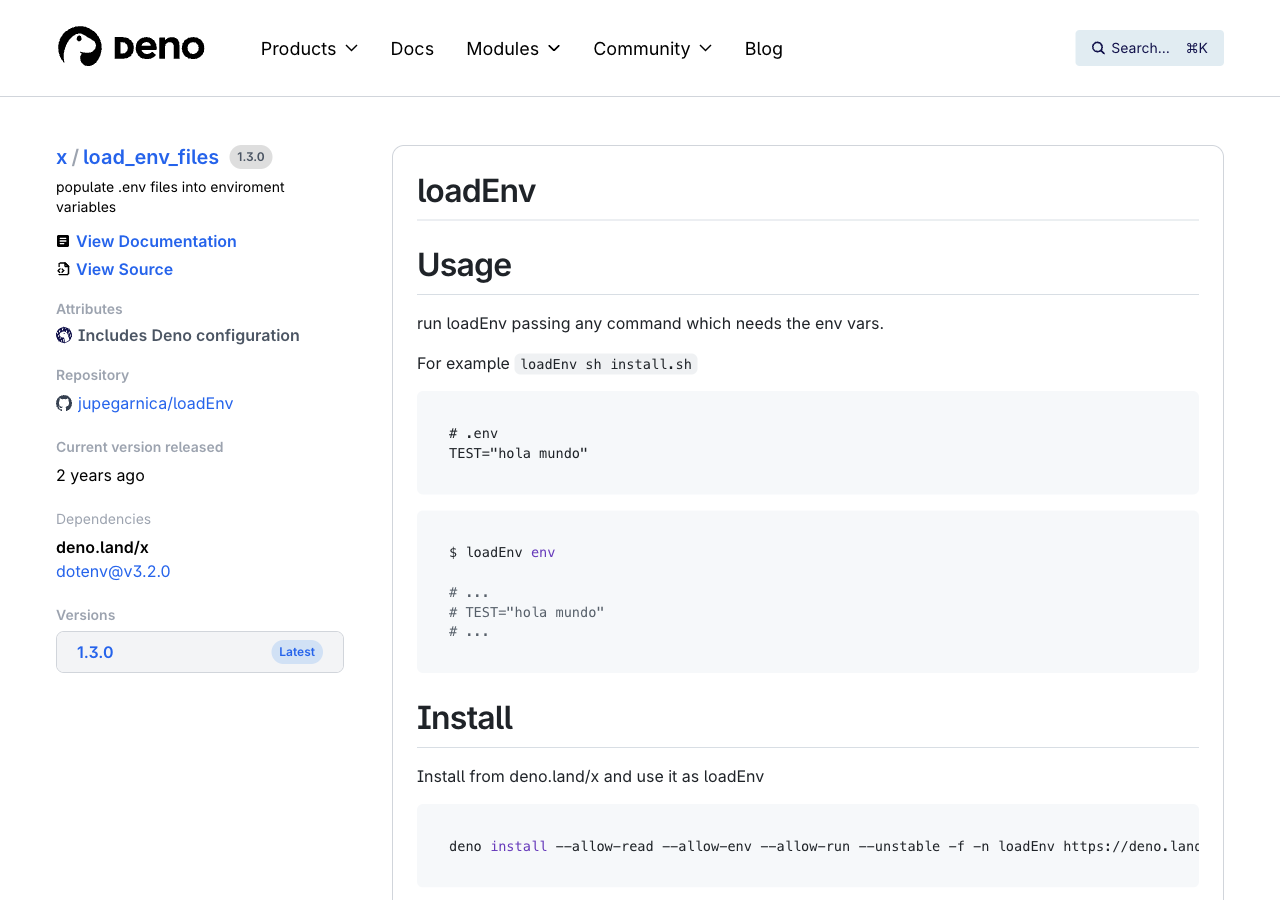 DENO
Products
Docs
Modules
Community
Blog
Search... ⌘K
x / load_env_files 1.3.0
populate .env files into enviroment
variables
View Documentation
View Source
Attributes
Includes Deno configuration
Repository
jupegarnica/loadEnv
Current version released
2 years ago
Dependencies
deno.land/x
dotenv@v3.2.0
Versions
1.3.0 Latest
loadEnv
Usage
run loadEnv passing any command which needs the env vars.
For example loadEnv sh install.sh
# .env
TEST="hola mundo"
$ loadEnv env
# ...
# TEST="hola mundo"
# ...
Install
Install from deno.land/x and use it as loadEnv
deno install --allow-read --allow-env --allow-run --unstable -f -n loadEnv https://deno.land